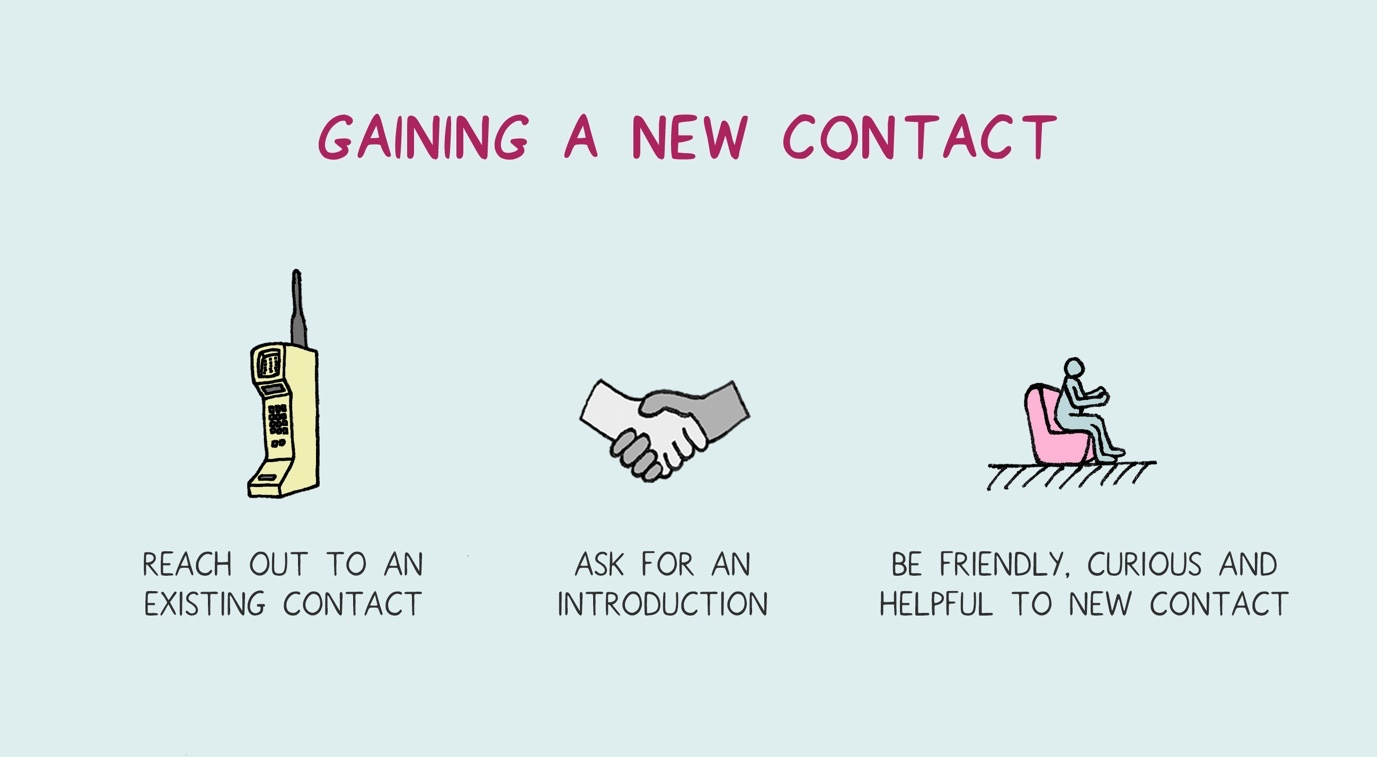 GAINING A NEW CONTACT
REACH OUT TO AN
EXISTING CONTACT
ASK FOR AN
INTRODUCTION
BE FRIENDLY, CURIOUS AND
HELPFUL TO NEW CONTACT